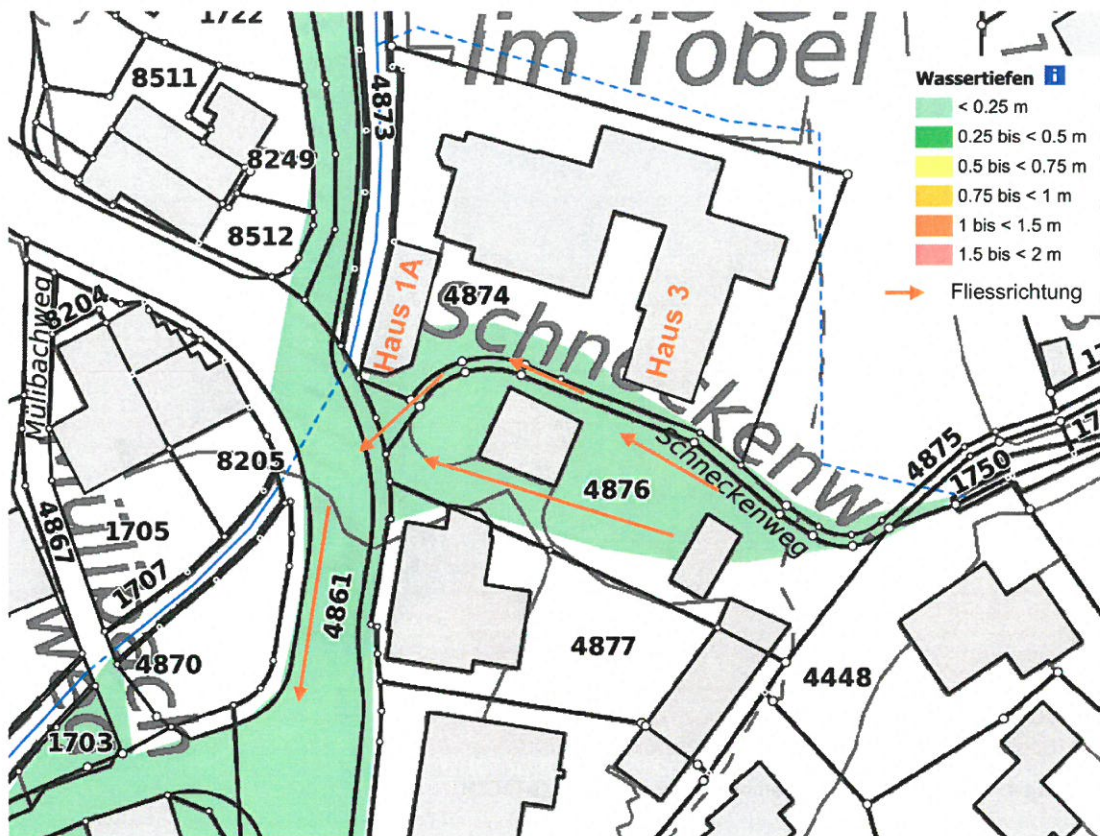 1722
Im Tobel
8511
4873
8249
8512
Wassertiefen i
< 0.25 m
0.25 bis < 0.5 m
0.5 bis < 0.75 m
0.75 bis < 1 m
1 bis < 1.5 m
1.5 bis < 2 m
Fliessrichtung
8204
Haus 1A
4874
Haus 3
Schneckenw
Mülibachweg
8205
Schneckenweg
4876
4875
1750
17
1705
4867
1707
4861
4870
4877
4448
1703